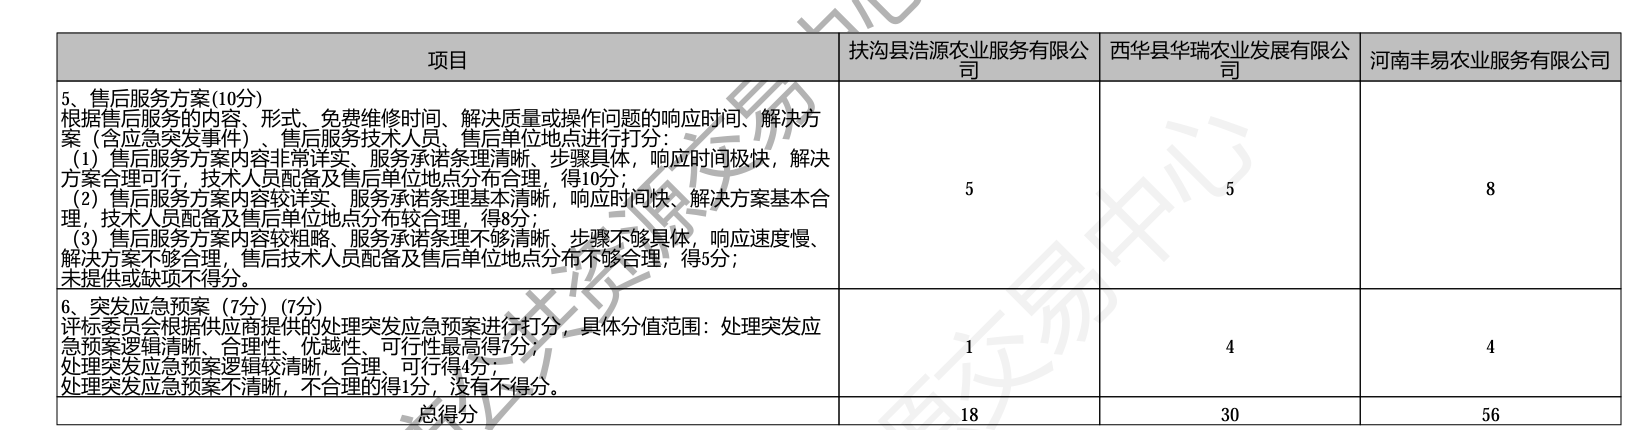 项目
扶沟县浩源农业服务有限公
司
西华县华瑞农业发展有限公
司
河南丰易农业服务有限公司
5、售后服务方案(10分)
根据售后服务的内容、形式、免费维修时间、解决质量或操作问题的响应时间、解决方
案（含应急突发事件）、售后服务技术人员、售后单位地点进行打分：
（1）售后服务方案内容非常详实、服务承诺条理清晰、步骤具体，响应时间极快，解决
方案合理可行，技术人员配备及售后单位地点分布合理，得10分；
（2）售后服务方案内容较详实、服务承诺条理基本清晰，响应时间快、解决方案基本合
理，技术人员配备及售后单位地点分布较合理，得8分；
（3）售后服务方案内容较粗略、服务承诺条理不够清晰、步骤不够具体，响应速度慢、
解决方案不够合理，售后技术人员配备及售后单位地点分布不够合理，得5分；
未提供或缺项不得分。
5
5
8
6、突发应急预案（7分）(7分)
评标委员会根据供应商提供的处理突发应急预案进行打分，具体分值范围：处理突发应
急预案逻辑清晰、合理性、优越性、可行性最高得7分；
处理突发应急预案逻辑较清晰，合理、可行得4分；
处理突发应急预案不清晰，不合理的得1分，没有不得分。
1
4
4
总得分
18
30
56
公共资源交易中心
源交易中心